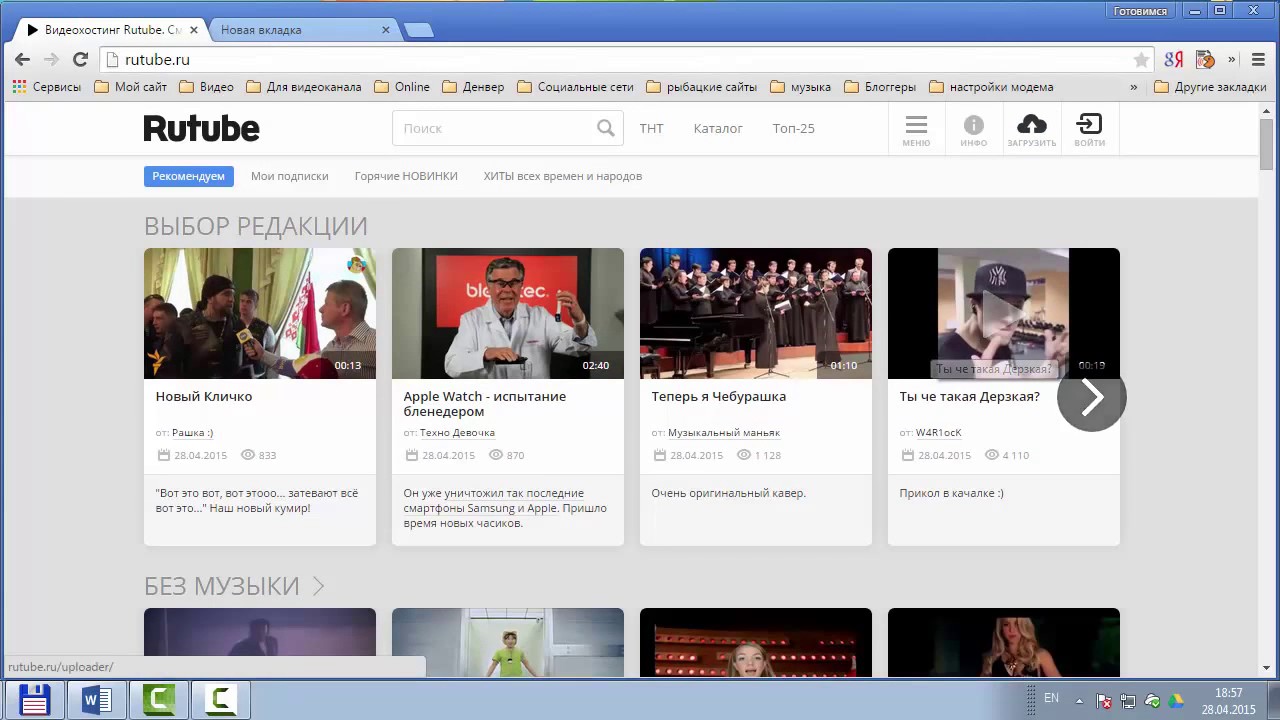 Готовимся
Видеохостинг Rutube. См
Новая вкладка
rutube.ru
Сервисы
Мой сайт
Видео
Для видеоканала
Online
Денвер
Социальные сети
рыбацкие сайты
музыка
Блоггеры
настройки модема
»
Другие закладки
Rutube
Поиск
ТНТ
Каталог
Топ-25
МЕНЮ
ИНФО
ЗАГРУЗИТЬ
ВОЙТИ
Рекомендуем
Мои подписки
Горячие НОВИНКИ
ХИТЫ всех времен и народов
ВЫБОР РЕДАКЦИИ
00:13
Новый Кличко
от: Рашка :)
28.04.2015 833
"Вот это вот, вот этооо... затевают всё
вот это..." Наш новый кумир!
02:40
Apple Watch - испытание
бленедером
от: Техно Девочка
28.04.2015 870
Он уже уничтожил так последние
смартфоны Samsung и Apple. Пришло
время новых часиков.
01:10
Теперь я Чебурашка
от: Музыкальный маньяк
28.04.2015 1 128
Очень оригинальный кавер.
Ты че такая Дерзкая?
00:19
Ты че такая Дерзкая?
от: W4R1ocK
28.04.2015 4 110
Прикол в качалке :)
БЕЗ МУЗЫКИ
rutube.ru/uploader/
EN
18:57
28.04.2015